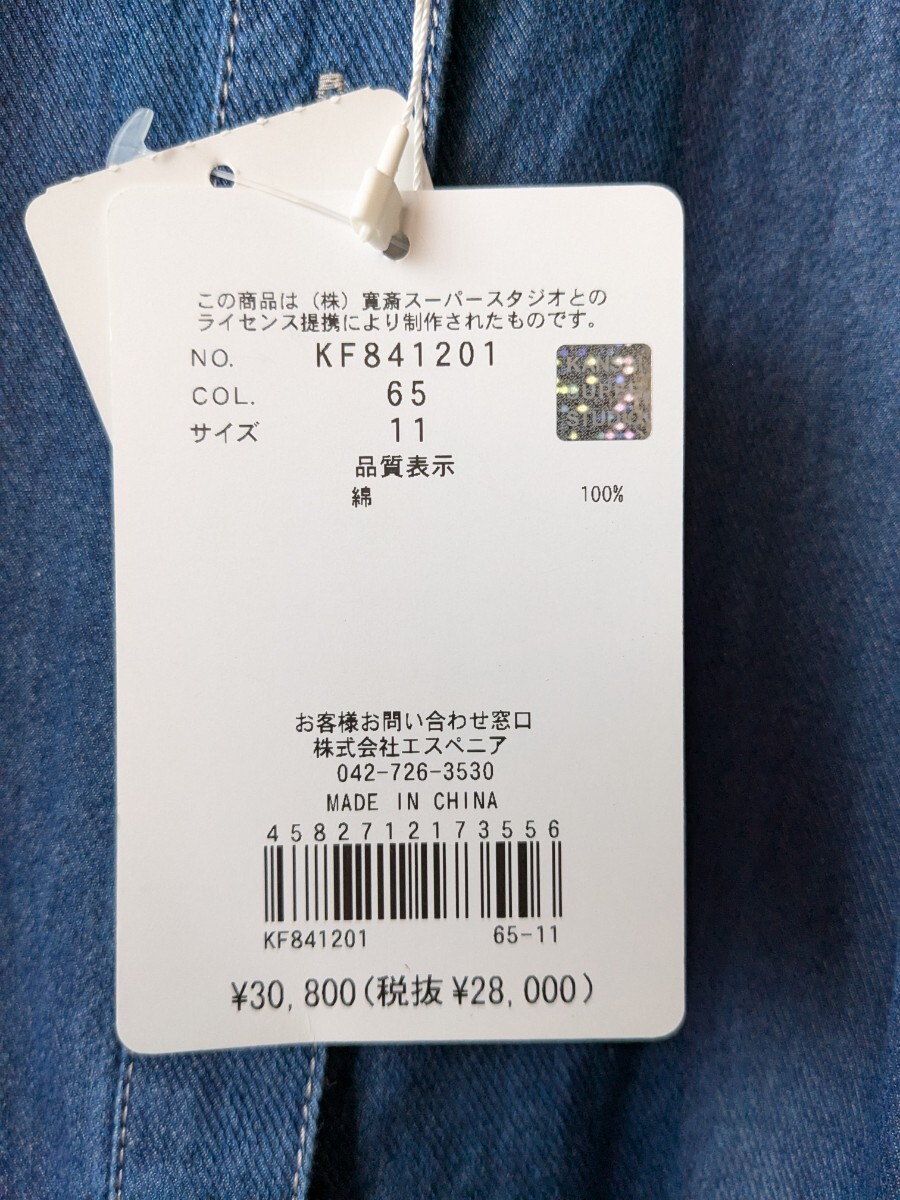 この商品は（株）寛斎スーパースタジオとの
ライセンス提携により制作されたものです。
NO. KF841201
COL. 65
サイズ 11
品質表示
綿 100%
お客様お問い合わせ窓口
株式会社エスペニア
042-726-3530
MADE IN CHINA
4582712173556
KF841201 65-11
¥30,800(税抜¥28,000)